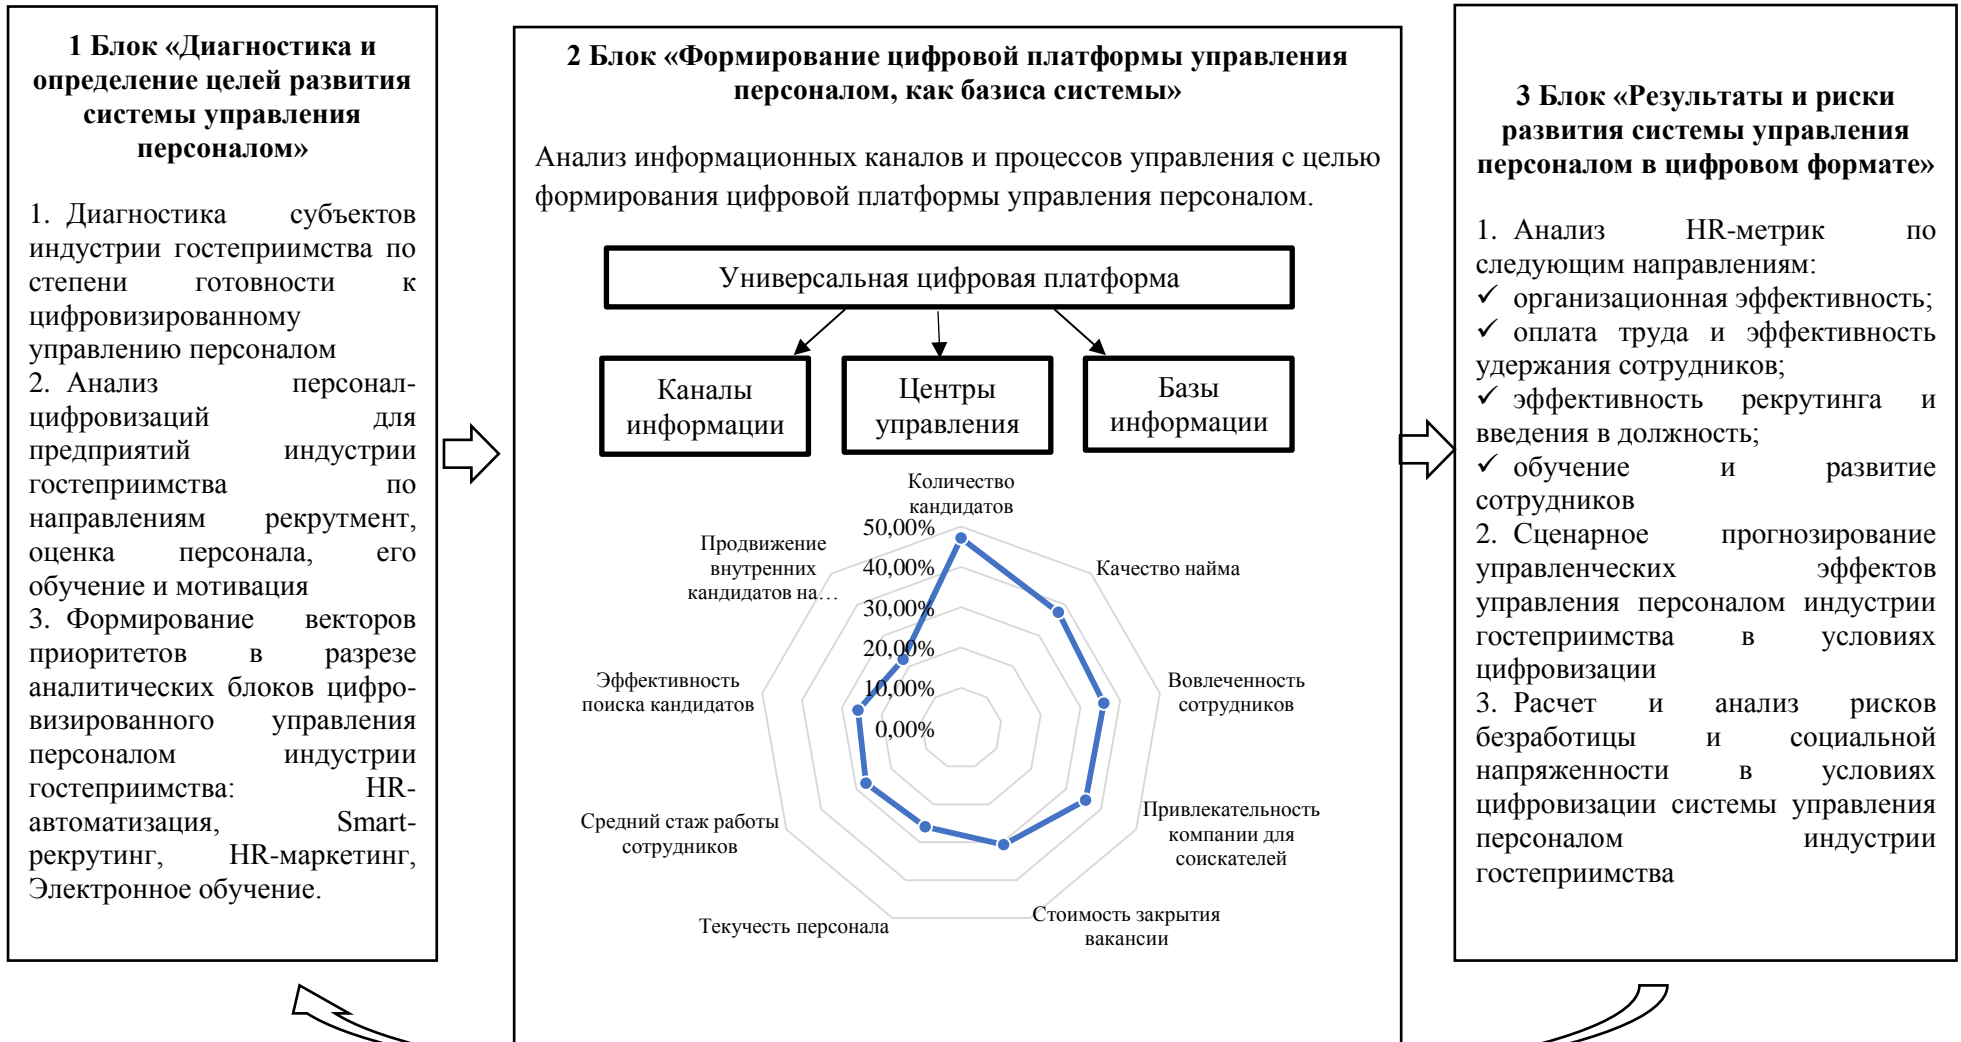 1 Блок «Диагностика и
определение целей развития
системы управления
персоналом»
1. Диагностика субъектов
индустрии гостеприимства по
степени готовности к
цифровизированному
управлению персоналом
2. Анализ персонал-
цифровизаций для
предприятий индустрии
гостеприимства по
направлениям рекрутмент,
оценка персонала, его
обучение и мотивация
3. Формирование векторов
приоритетов в разрезе
аналитических блоков цифро-
визированного управления
персоналом индустрии
гостеприимства: HR-
автоматизация, Smart-
рекрутинг, HR-маркетинг,
Электронное обучение.
2 Блок «Формирование цифровой платформы управления
персоналом, как базиса системы»
Анализ информационных каналов и процессов управления с целью
формирования цифровой платформы управления персоналом.
Универсальная цифровая платформа
Каналы
информации
Центры
управления
Базы
информации
Количество
кандидатов
Качество найма
Вовлеченность
сотрудников
Привлекательность
компании для
соискателей
Стоимость закрытия
вакансии
Текучесть персонала
Средний стаж работы
сотрудников
Эффективность
поиска кандидатов
Продвижение
внутренних
кандидатов на…
50,00%
40,00%
30,00%
20,00%
10,00%
0,00%
3 Блок «Результаты и риски
развития системы управления
персоналом в цифровом формате»
1. Анализ HR-метрик по
следующим направлениям:
✓ организационная эффективность;
✓ оплата труда и эффективность
удержания сотрудников;
✓ эффективность рекрутинга и
введения в должность;
✓ обучение и развитие
сотрудников
2. Сценарное прогнозирование
управленческих эффектов
управления персоналом индустрии
гостеприимства в условиях
цифровизации
3. Расчет и анализ рисков
безработицы и социальной
напряженности в условиях
цифровизации системы управления
персоналом индустрии
гостеприимства